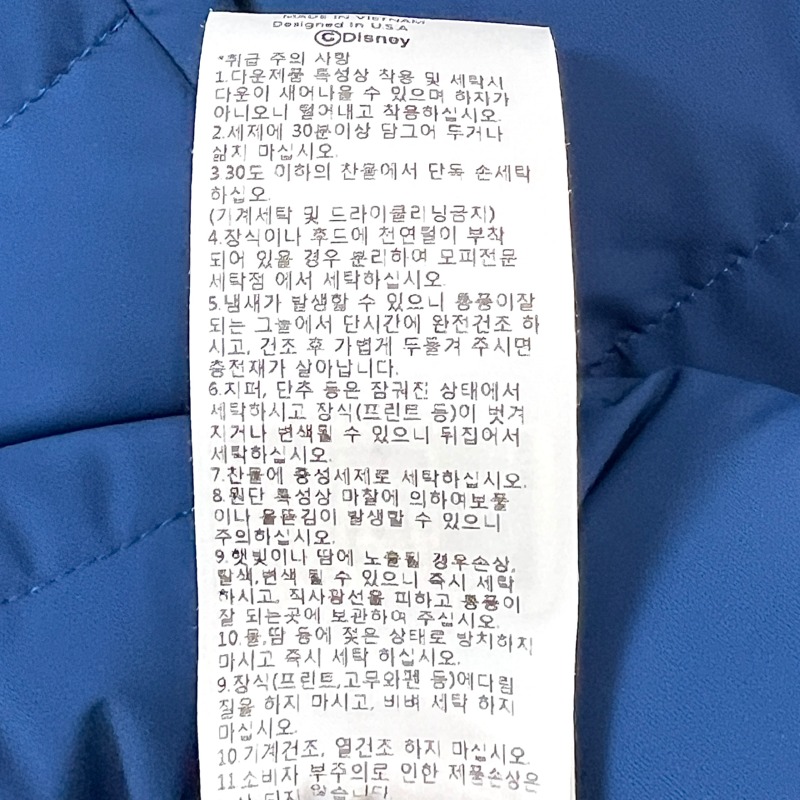 MADE IN VIETNAM
Designed in USA
©Disney
*취급 주의 사항
1.다운제품 특성상 착용 및 세탁시
다운이 새어나올 수 있으며 하자가
아니오니 털어내고 착용하십시오.
2.세제에 30분이상 담그어 두거나
삶지 마십시오.
3.30도 이하의 찬물에서 단독 손세탁
하십오.
(기계세탁 및 드라이클리닝금지)
4.장식이나 후드에 천연털이 부착
되어 있을 경우 분리하여 모피전문
세탁점 에서 세탁하십시오.
5.냄새가 발생할 수 있으니 통풍이잘
되는 그늘에서 단시간에 완전건조 하
시고, 건조 후 가볍게 두들겨 주시면
충전재가 살아납니다.
6.지퍼, 단추 등은 잠궈진 상태에서
세탁하시고 장식(프린트 등)이 벗겨
지거나 변색될 수 있으니 뒤집어서
세탁하십시오.
7.찬물에 중성세제로 세탁하십시오.
8.원단 특성상 마찰에 의하여보풀
이나 올뜯김이 발생할 수 있으니
주의하십시오.
9.햇빛이나 땀에 노출될 경우손상,
탈색,변색 될 수 있으니 즉시 세탁
하시고, 직사광선을 피하고 통풍이
잘 되는곳에 보관하여 주십시오.
10.물,땀 등에 젖은 상태로 방치하지
마시고 즉시 세탁 하십시오.
9.장식(프린트,고무와펜 등)에다림
질을 하지 마시고, 비벼 세탁 하지
마십시오.
10.기계건조, 열건조 하지 마십시오.
11.소비자 부주의로 인한 제품손상은
되지 않습니다.